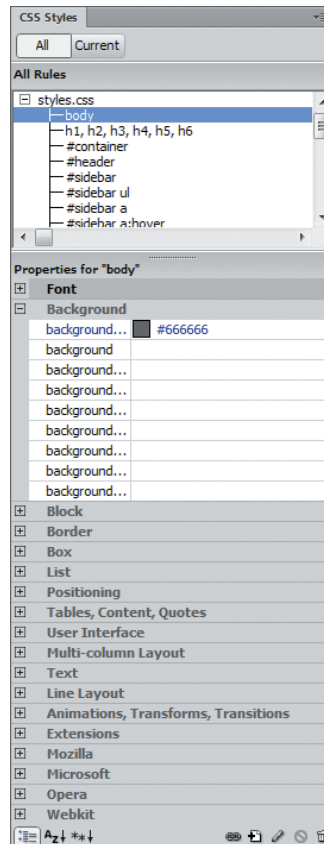 CSS Styles
All Current
All Rules
styles.css
body
h1, h2, h3, h4, h5, h6
#container
#header
#sidebar
#sidebar ul
#sidebar a
#sidebar a:hover
Properties for "body"
Font
Background
background... #666666
background
background...
background...
background...
background...
background...
background...
background...
Block
Border
Box
List
Positioning
Tables, Content, Quotes
User Interface
Multi-column Layout
Text
Line Layout
Animations, Transforms, Transitions
Extensions
Mozilla
Microsoft
Opera
Webkit
Az↓ **↓